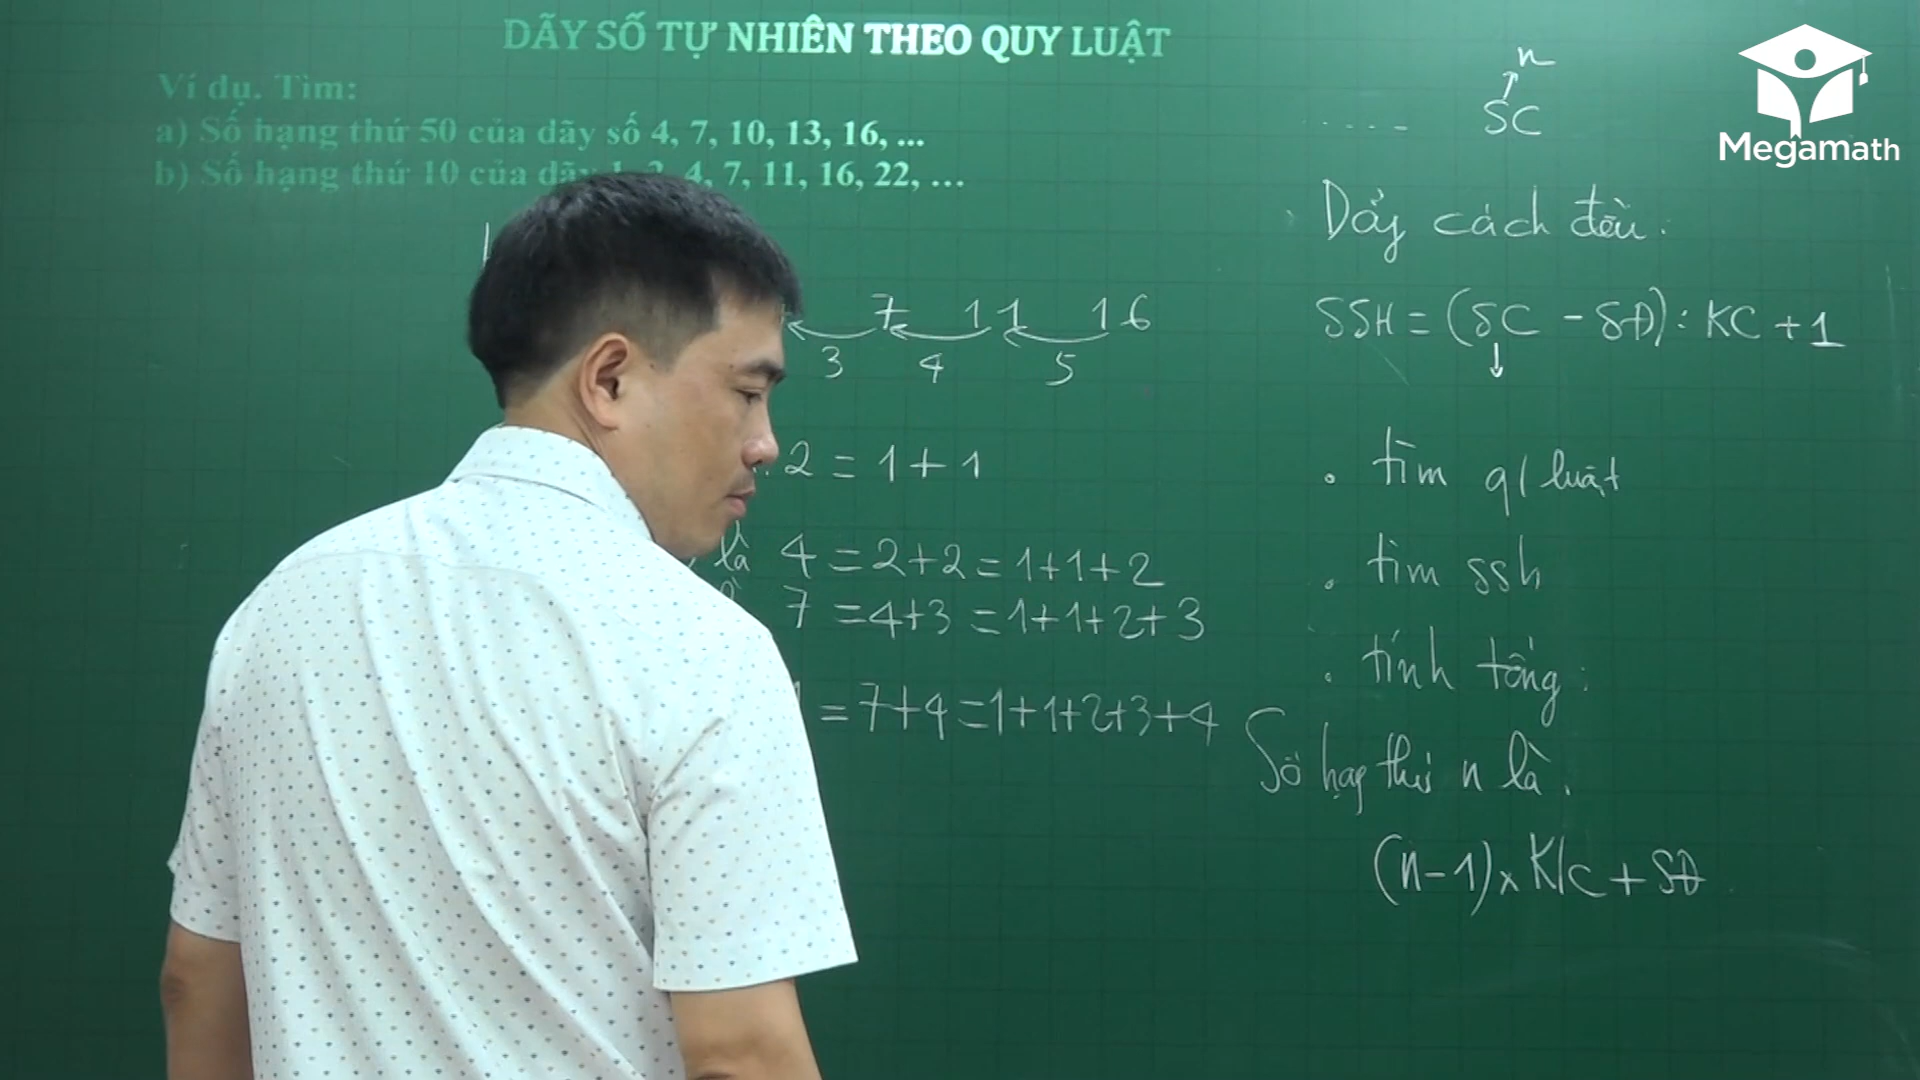 DÃY SỐ TỰ NHIÊN THEO QUY LUẬT
Ví dụ. Tìm:
a) Số hạng thứ 50 của dãy số 4, 7, 10, 13, 16, ...
b) Số hạng thứ 10 của dãy 1, 2, 4, 7, 11, 16, 22, ...
7 11 16
3 4 5
2 = 1 + 1
là 4 = 2+2 = 1+1+2
7 = 4+3 = 1+1+2+3
= 7+4 = 1+1+2+3+4
n
..... SC
Megamath
Dãy cách đều:
SSH = (SC - SĐ) : KC + 1
. tìm q/luật
. tìm ssh
. tính tổng:
Số hạng thứ n là:
(n-1) x K/c + SĐ